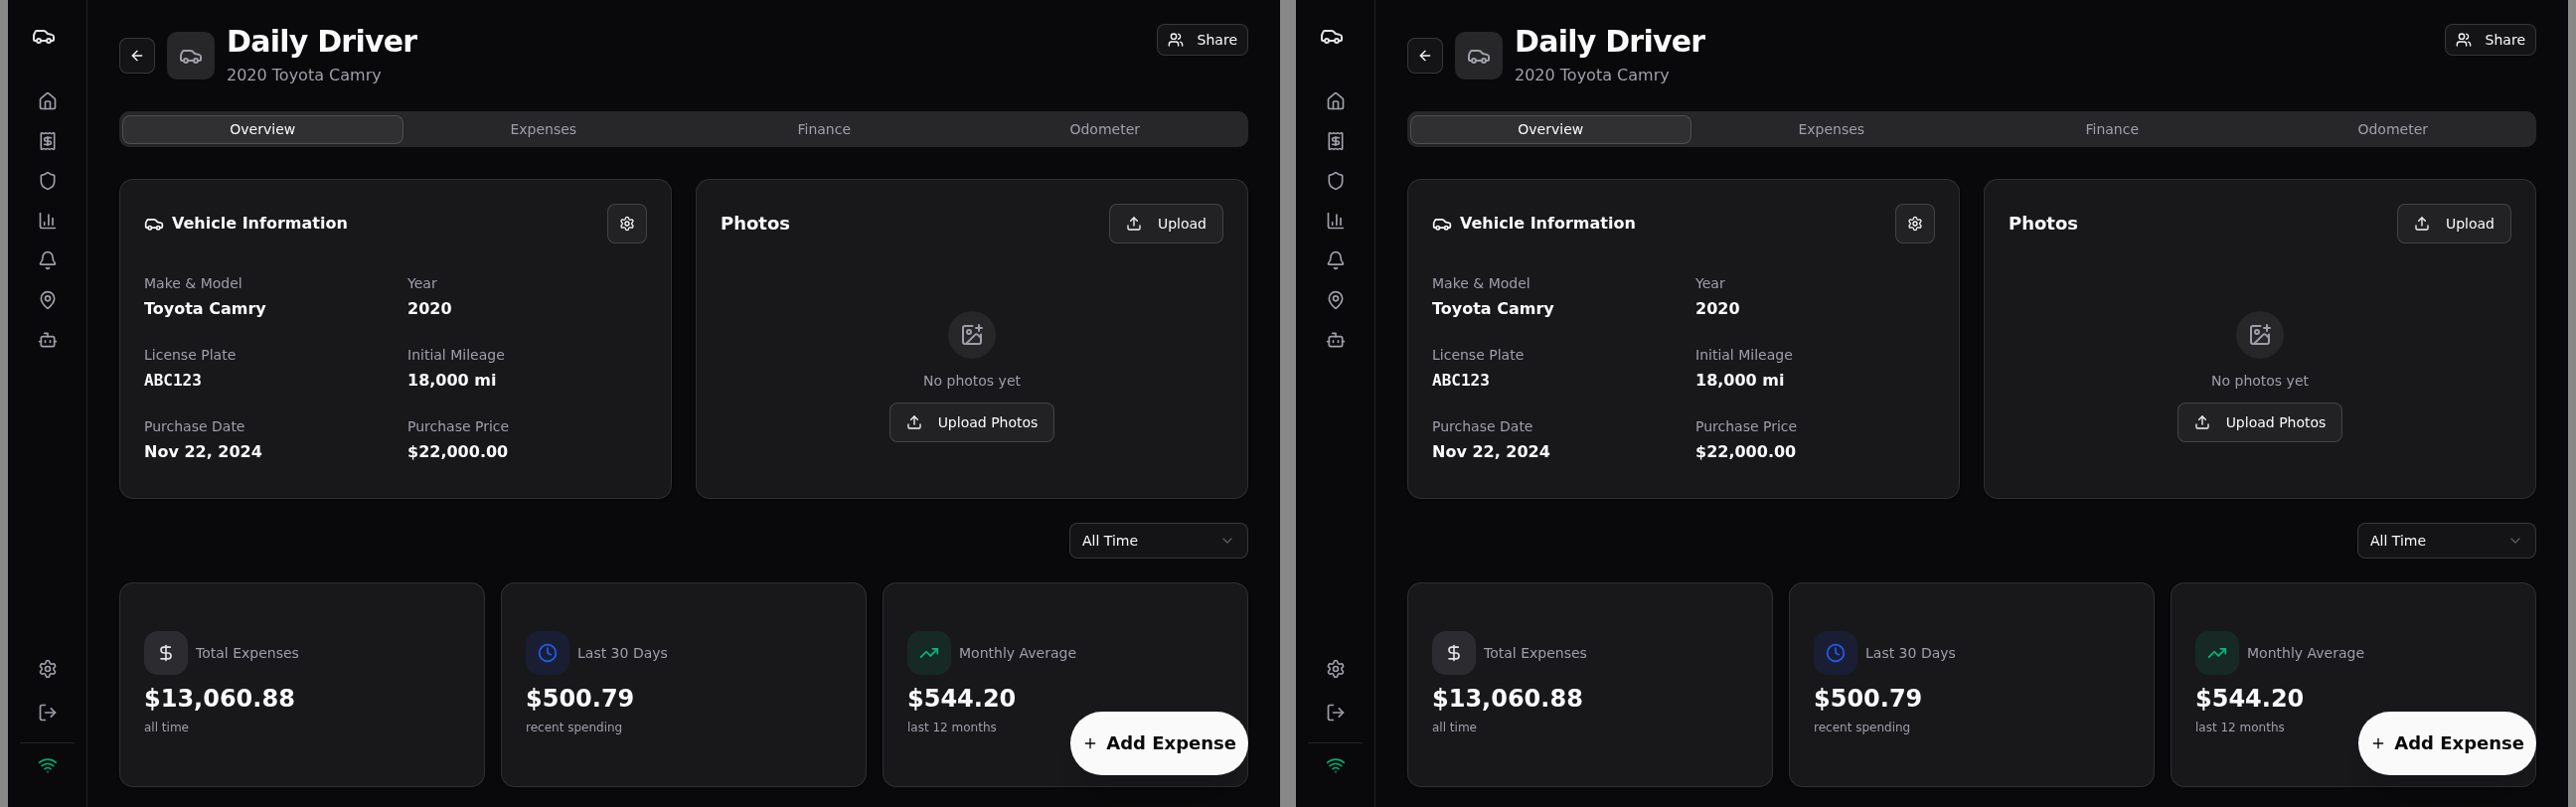 Daily Driver
2020 Toyota Camry
Share
Overview
Expenses
Finance
Odometer
Vehicle Information
Make & Model
Toyota Camry
Year
2020
License Plate
ABC123
Initial Mileage
18,000 mi
Purchase Date
Nov 22, 2024
Purchase Price
$22,000.00
Photos
Upload
No photos yet
Upload Photos
All Time
Total Expenses
$13,060.88
all time
Last 30 Days
$500.79
recent spending
Monthly Average
$544.20
last 12 months
+ Add Expense
Daily Driver
2020 Toyota Camry
Share
Overview
Expenses
Finance
Odometer
Vehicle Information
Make & Model
Toyota Camry
Year
2020
License Plate
ABC123
Initial Mileage
18,000 mi
Purchase Date
Nov 22, 2024
Purchase Price
$22,000.00
Photos
Upload
No photos yet
Upload Photos
All Time
Total Expenses
$13,060.88
all time
Last 30 Days
$500.79
recent spending
Monthly Average
$544.20
last 12 months
+ Add Expense